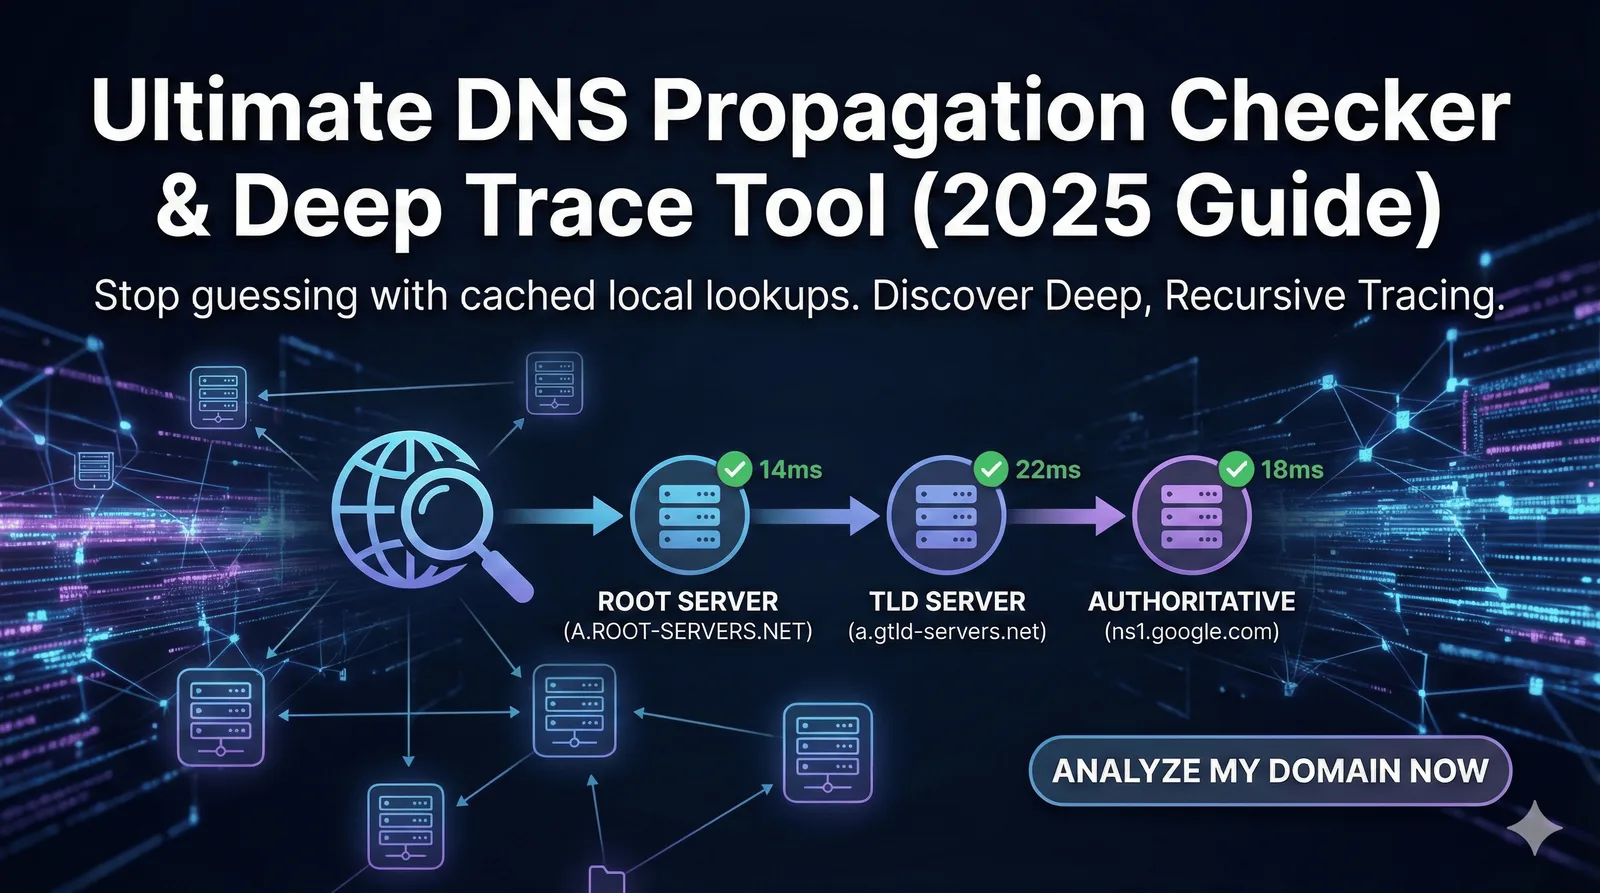 Ultimate DNS Propagation Checker
& Deep Trace Tool (2025 Guide)
Stop guessing with cached local lookups. Discover Deep, Recursive Tracing.
14ms
22ms
18ms
ROOT SERVER
(A.ROOT-SERVERS.NET)
TLD SERVER
(a.gtld-servers.net)
AUTHORITATIVE
(ns1.google.com)
ANALYZE MY DOMAIN NOW